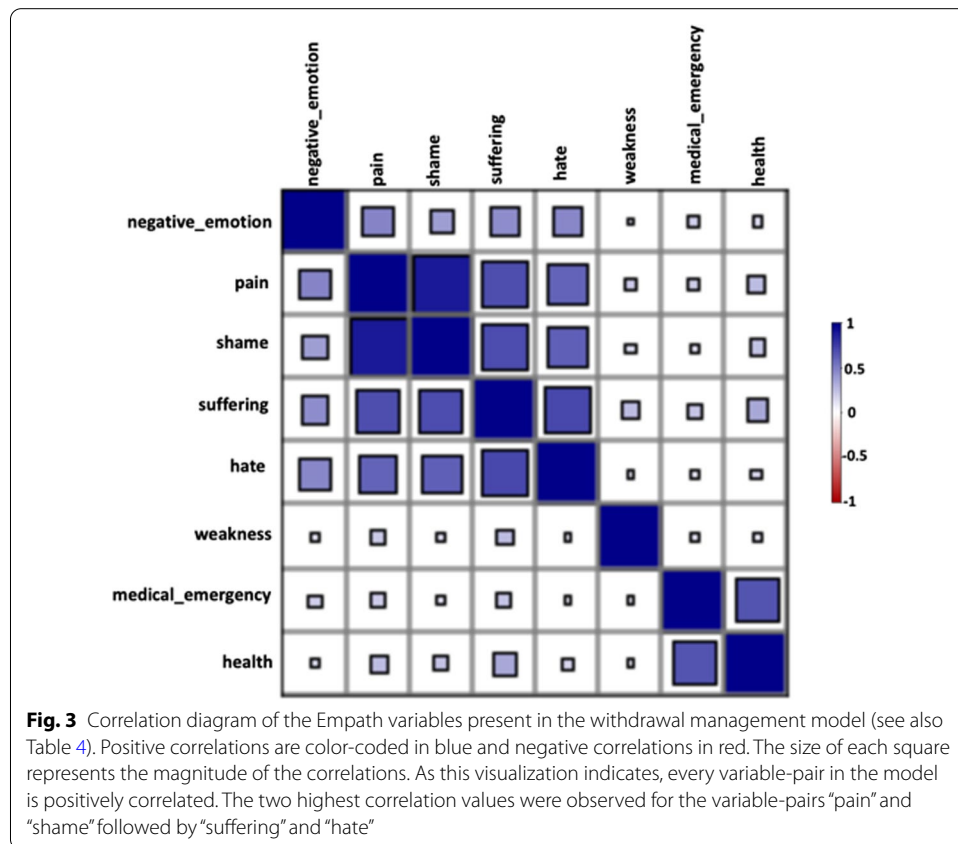 negative_emotion
pain
shame
suffering
hate
weakness
medical_emergency
health
negative_emotion
pain
shame
suffering
hate
weakness
medical_emergency
health
1
0.5
0
-0.5
-1
Fig. 3 Correlation diagram of the Empath variables present in the withdrawal management model (see also
Table 4). Positive correlations are color-coded in blue and negative correlations in red. The size of each square
represents the magnitude of the correlations. As this visualization indicates, every variable-pair in the model
is positively correlated. The two highest correlation values were observed for the variable-pairs “pain” and
“shame” followed by “suffering” and “hate”